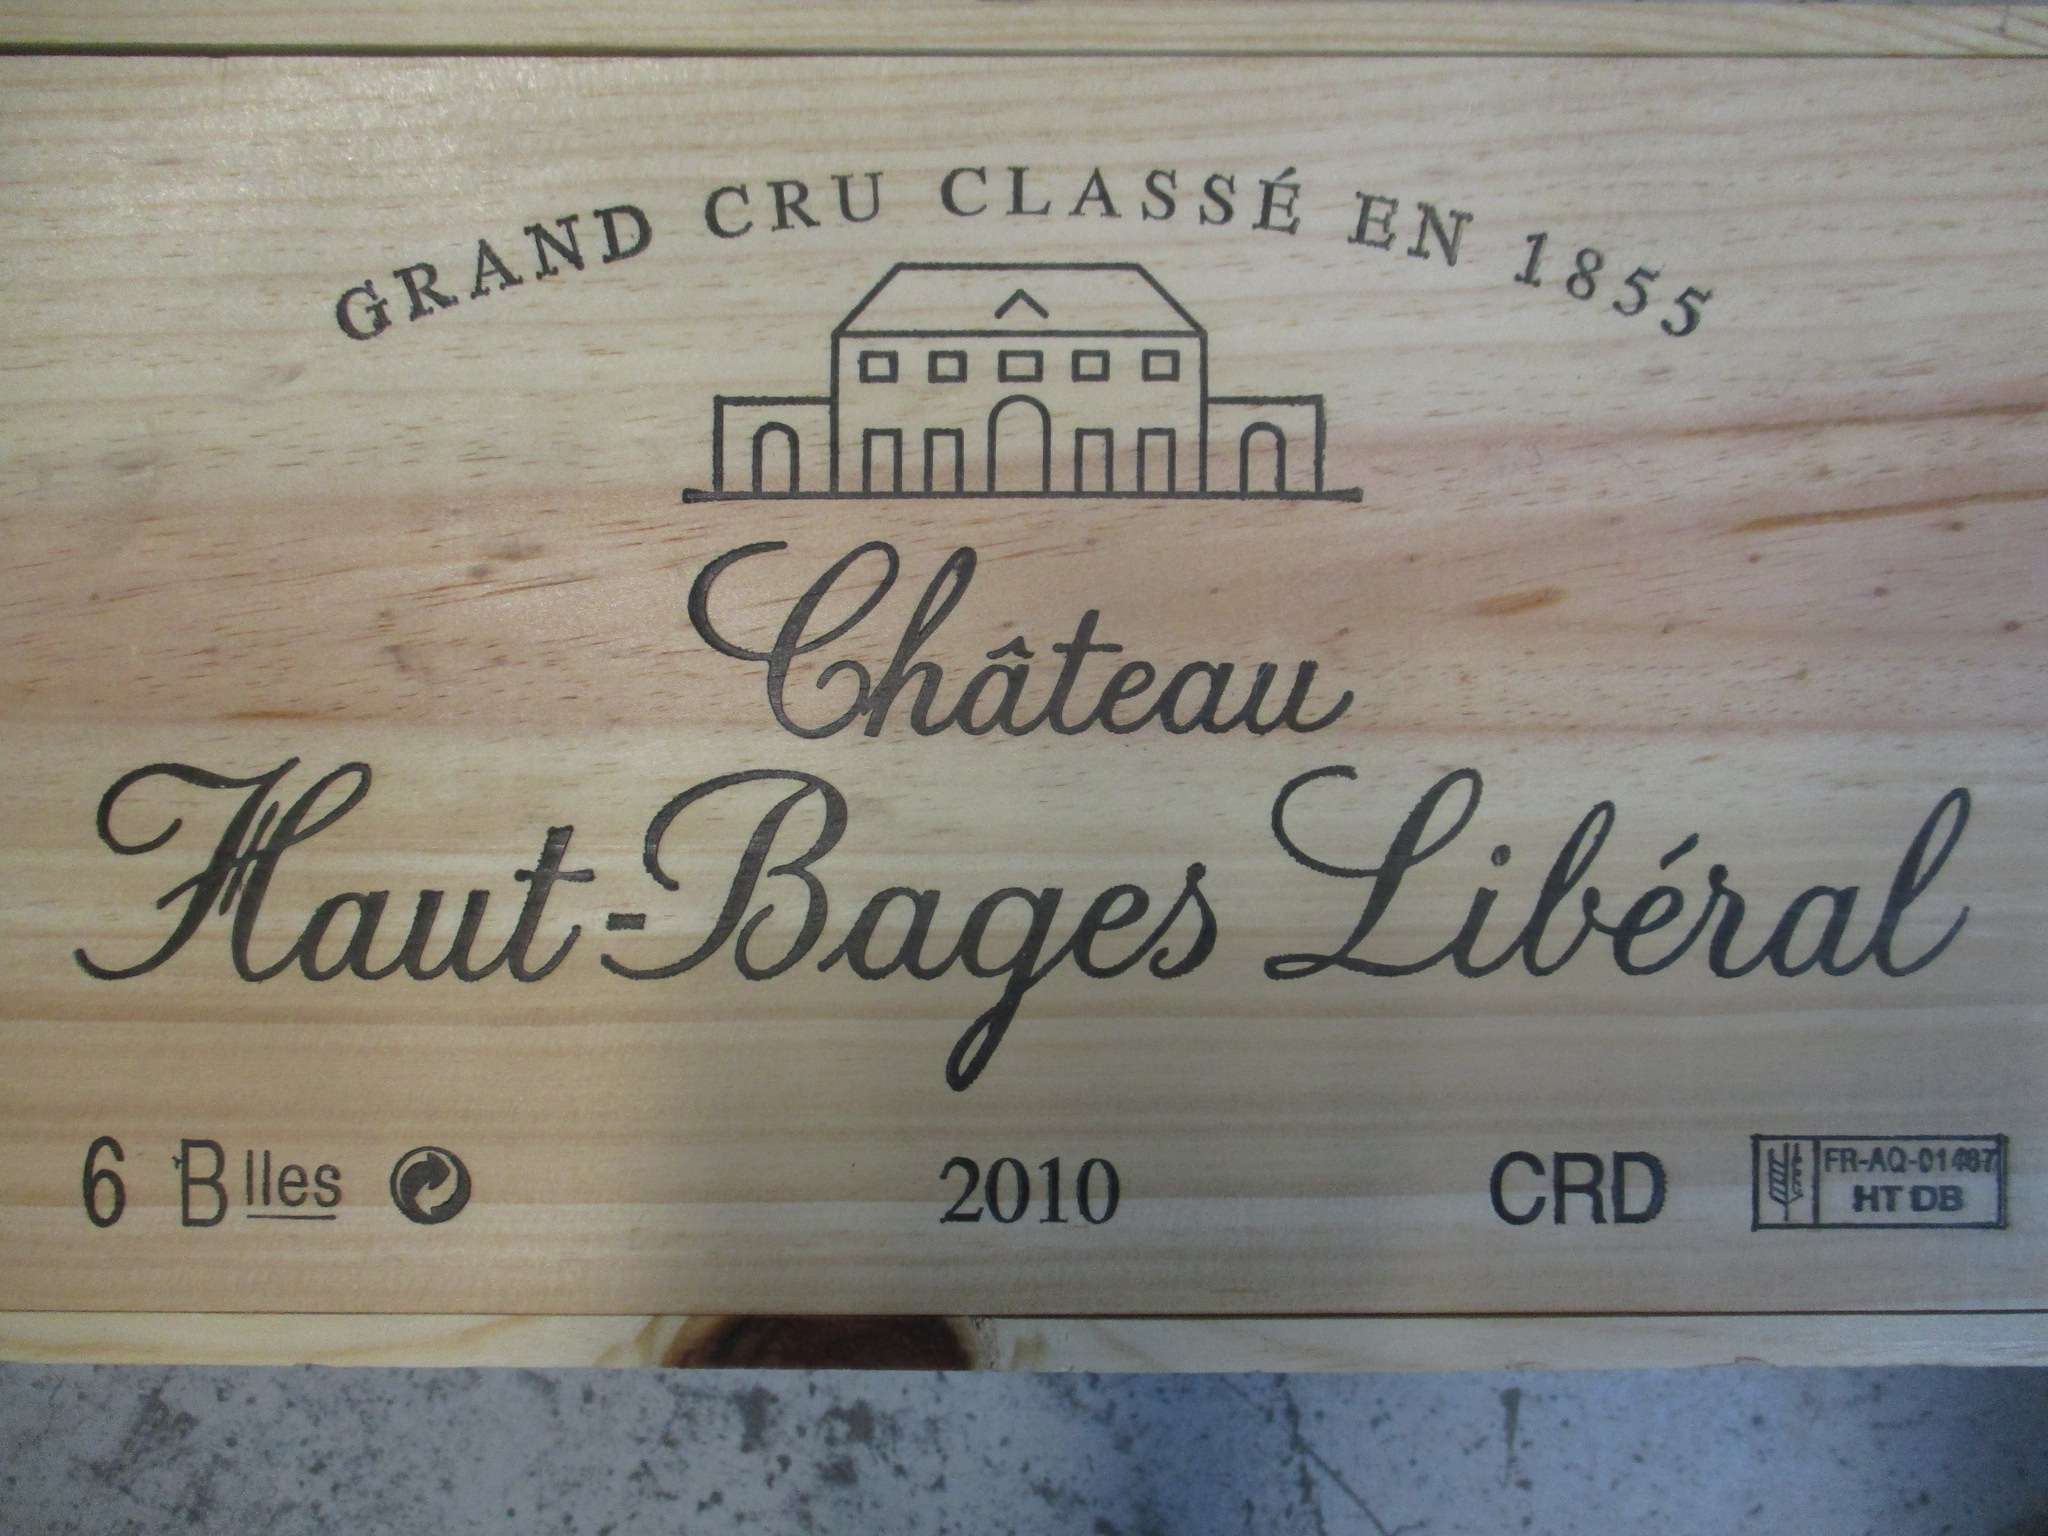 GRAND CRU CLASSÉ EN 1855
Château
Haut-Bages Libéral
6 Blles 2010 CRD
FR-AQ-01487
HT DB